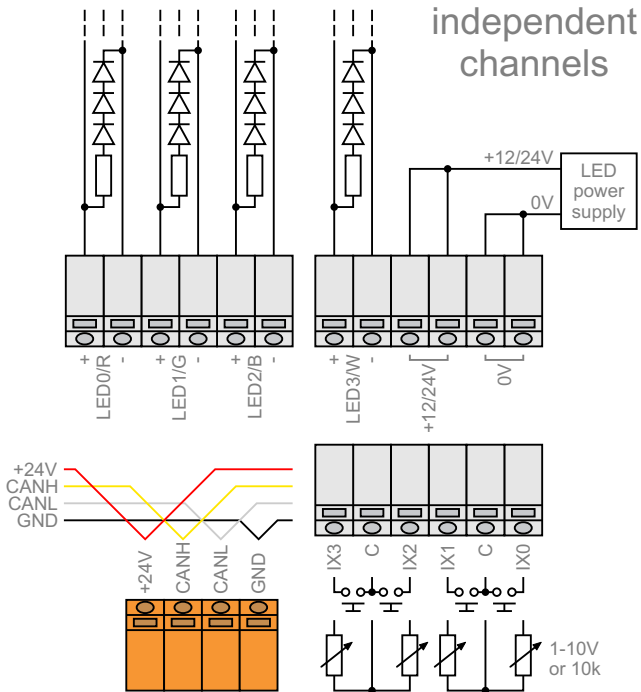 independent
channels
+12/24V
LED
power
supply
0V
+ - + - + -
LED0/R LED1/G LED2/B
+ -
LED3/W
+12/24V
0V
+24V
CANH
CANL
GND
+24V CANH CANL GND
IX3 C IX2 IX1 C IX0
1-10V
or 10k